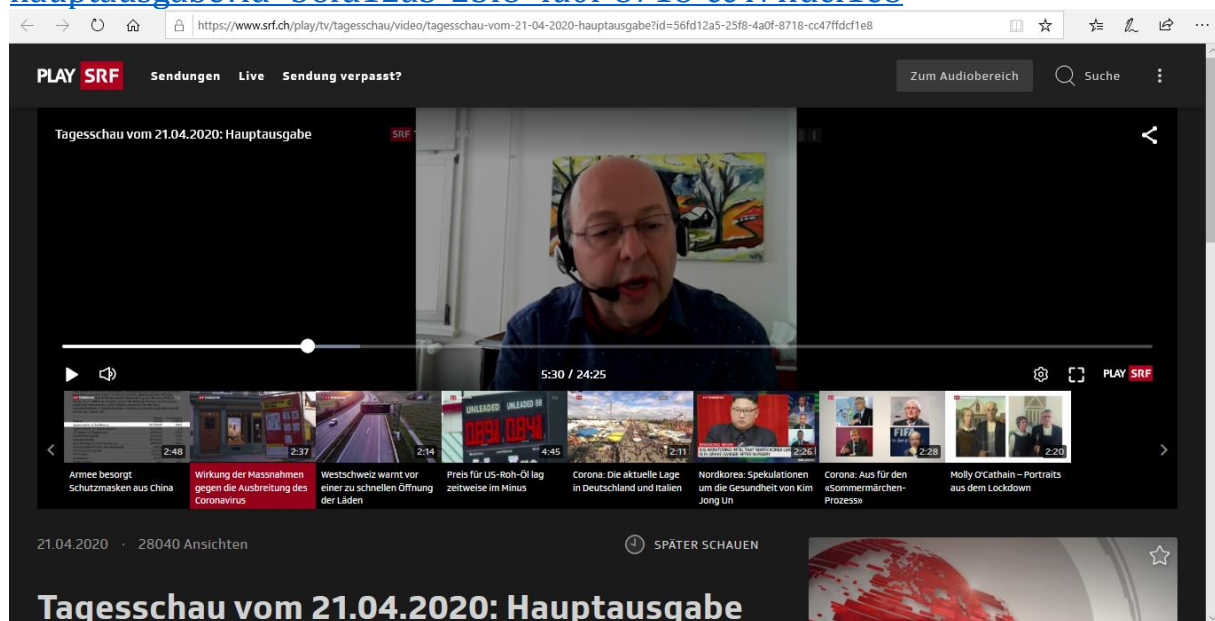 https://www.srf.ch/play/tv/tagesschau/video/tagesschau-vom-21-04-2020-hauptausgabe?id=56fd12a5-25f8-4a0f-8718-cc47ffdcf1e8
PLAY SRF Sendungen Live Sendung verpasst? Zum Audiobereich Suche
Tagesschau vom 21.04.2020: Hauptausgabe
SRF
5:30 / 24:25
PLAY SRF
UNLEADED UNLEADED 98
FIFA
2:48 2:37 2:14 4:45 2:11 2:26 2:28 2:20
Armee besorgt
Schutzmasken aus China
Wirkung der Massnahmen
gegen die Ausbreitung des
Coronavirus
Westschweiz warnt vor
einer zu schnellen Öffnung
der Läden
Preis für US-Roh-Öl lag
zeitweise im Minus
Corona: Die aktuelle Lage
in Deutschland und Italien
Nordkorea: Spekulationen
um die Gesundheit von Kim
Jong Un
Corona: Aus für den
«Sommermärchen-
Prozess»
Molly O'Cathain – Portraits
aus dem Lockdown
21.04.2020 · 28040 Ansichten
SPÄTER SCHAUEN
Tagesschau vom 21.04.2020: Hauptausgabe